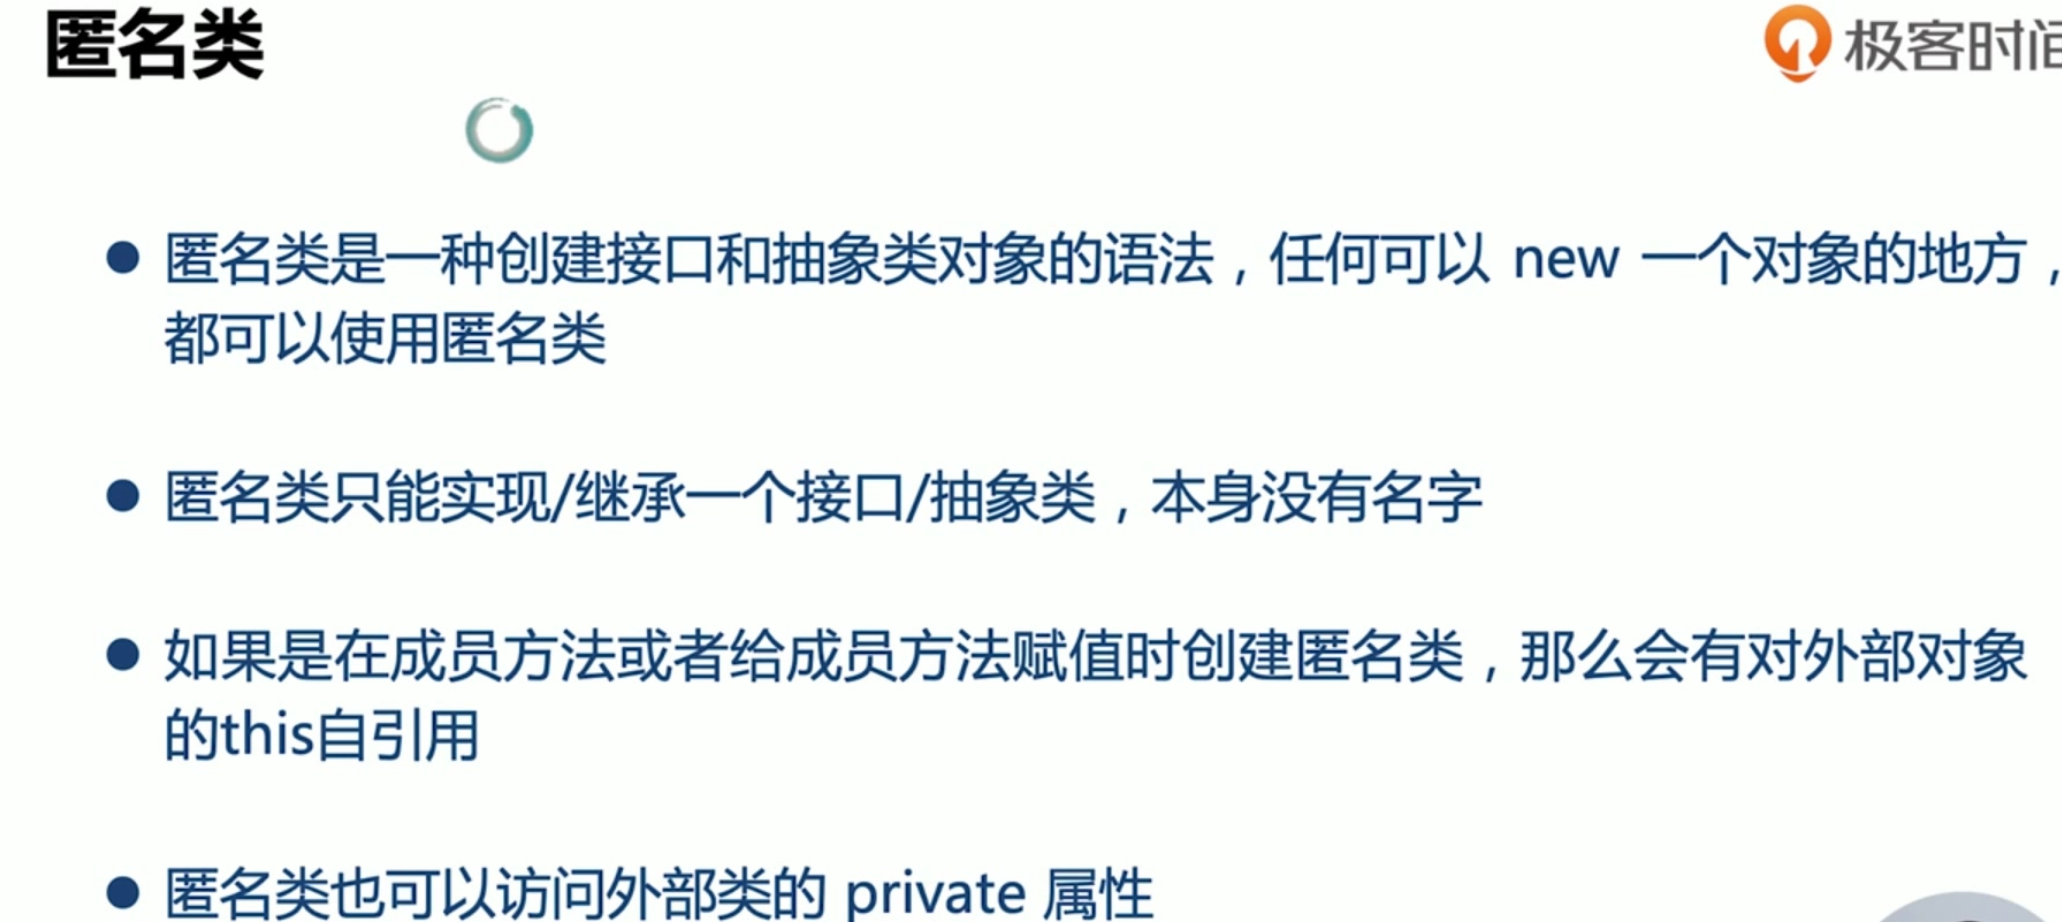 匿名类
极客时间
● 匿名类是一种创建接口和抽象类对象的语法，任何可以 new 一个对象的地方，
都可以使用匿名类
● 匿名类只能实现/继承一个接口/抽象类，本身没有名字
● 如果是在成员方法或者给成员方法赋值时创建匿名类，那么会有对外部对象
的this自引用
● 匿名类也可以访问外部类的 private 属性